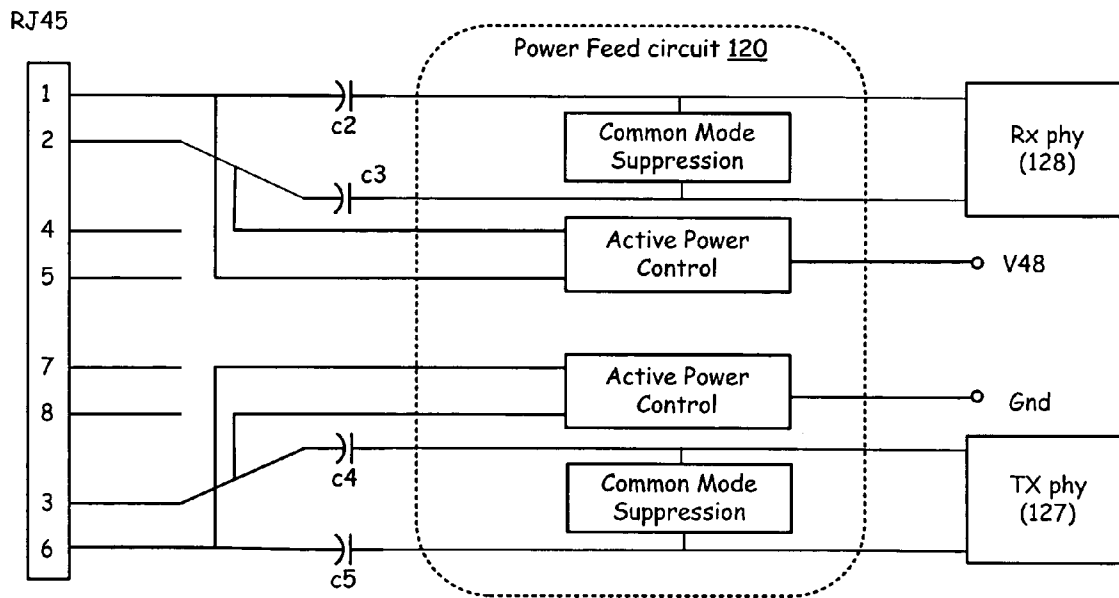 RJ45
Power Feed circuit 120
1
2
4
5
7
8
3
6
c2
c3
c4
c5
Common Mode
Suppression
Active Power
Control
Active Power
Control
Common Mode
Suppression
Rx phy
(128)
V48
Gnd
TX phy
(127)